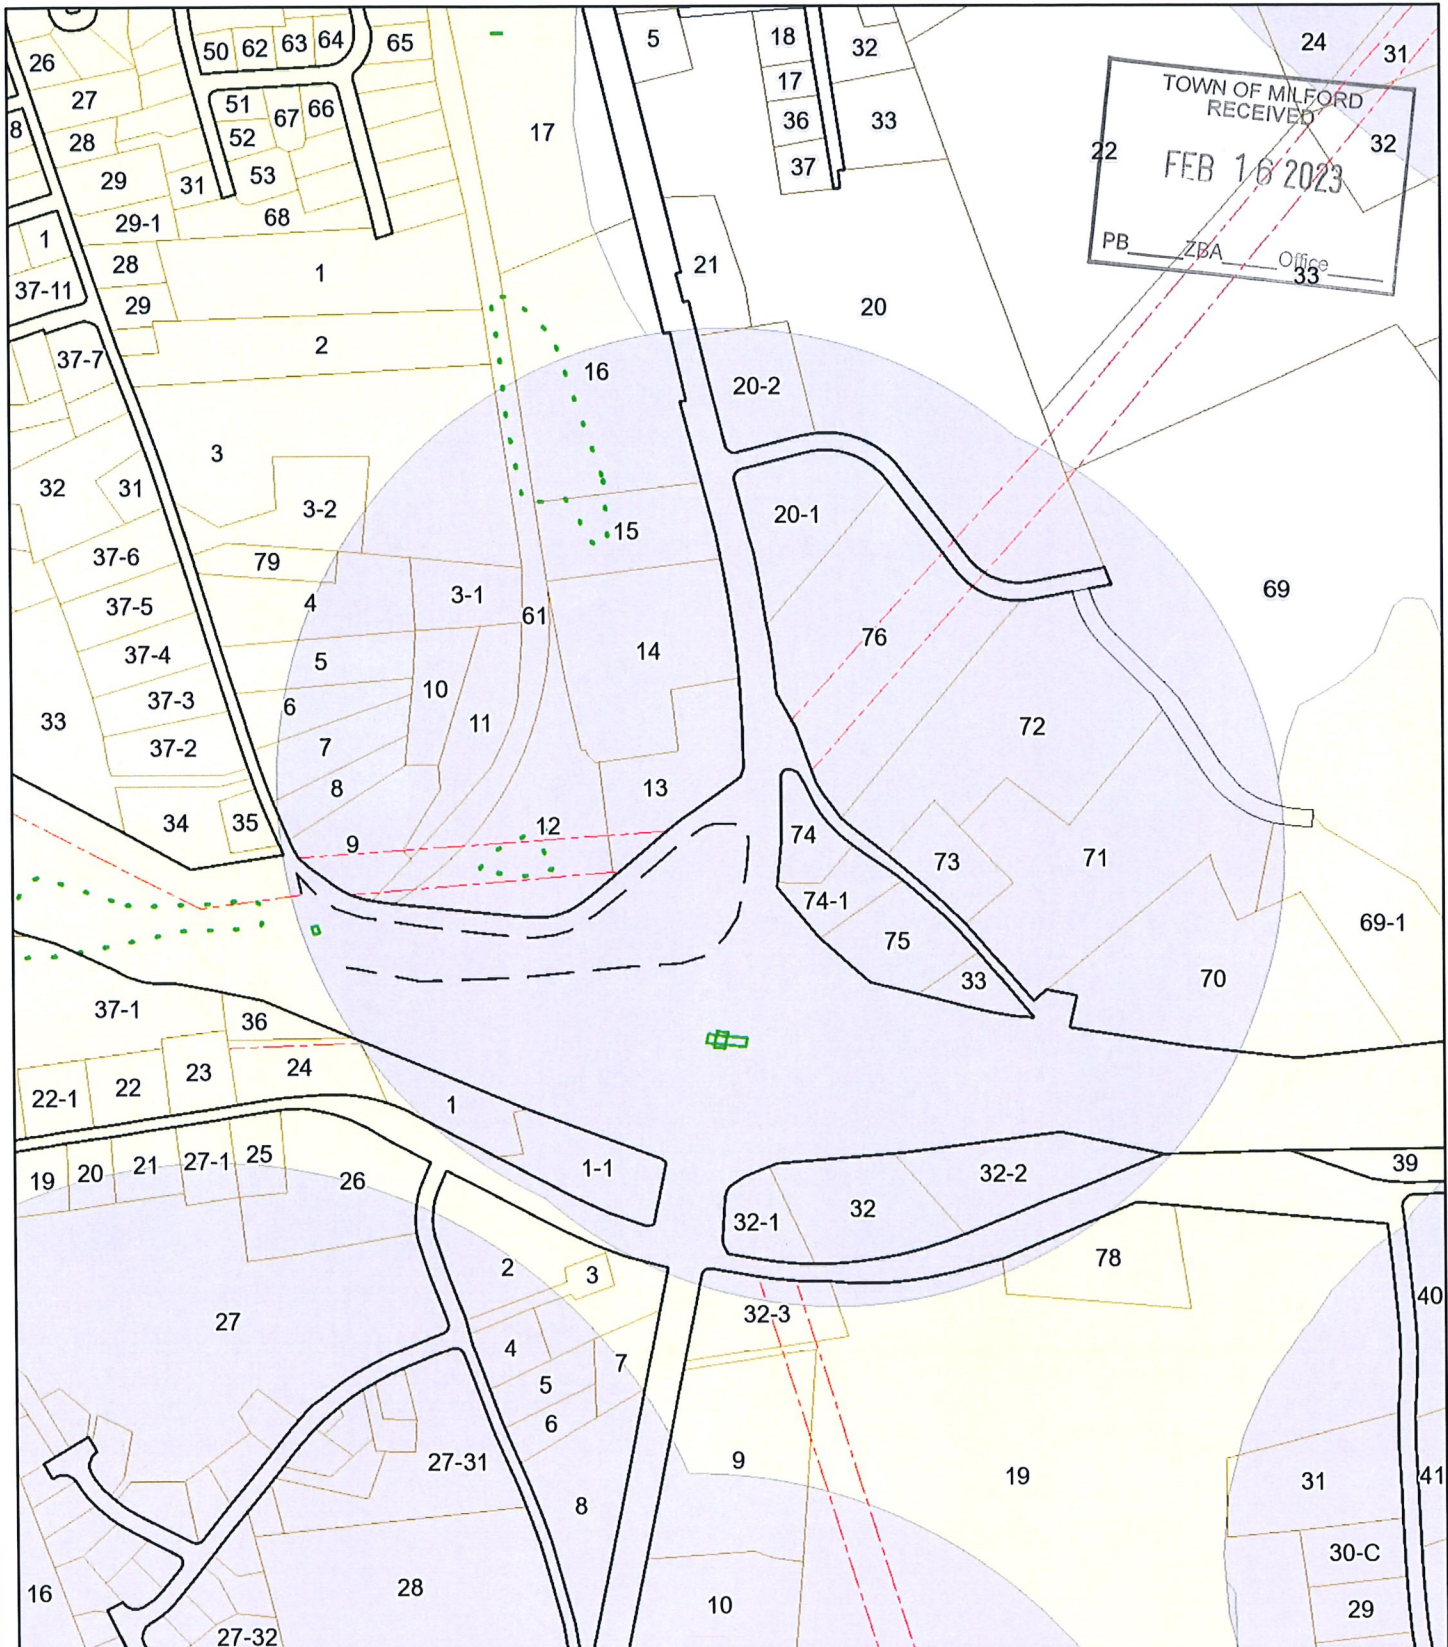 50 62 63 64 65
5 18 32 24 31
26
27 51 67 66 17
8 28 52 17 36 33
TOWN OF MILFORD
RECEIVED
22 32
FEB 16 2023
37
29 31 53
29-1 68
1 28 1 21
PB ZBA Office
33
37-11 29 20
37-7 2 16 20-2
3
32 31 3-2 15 20-1
37-6 79
37-5 4 3-1 61 69
37-4 5 14 76
37-3 6 10
33 37-2 7 11 72
8 13
34 35 9 12 74 73 71
74-1
75 69-1
33 70
37-1 36
22-1 22 23 24
1
19 20 21 27-1 25 26 1-1 32-2 39
32-1 32
2 3 78
27 32-3 40
4 7
5
6
27-31 9 19 31 41
8
30-C
16 28 10 29
27-32